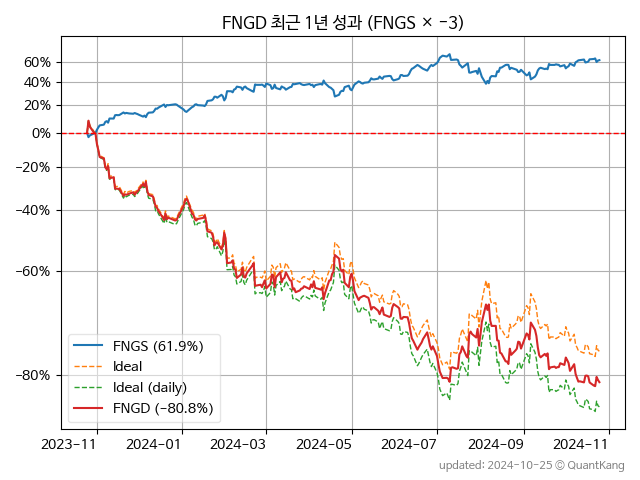 FNGD 최근 1년 성과 (FNGS × −3)
60%
40%
20%
0%
−20%
−40%
−60%
−80%
FNGS (61.9%)
Ideal
Ideal (daily)
FNGD (−80.8%)
2023-11
2024-01
2024-03
2024-05
2024-07
2024-09
2024-11
updated: 2024-10-25 © QuantKang